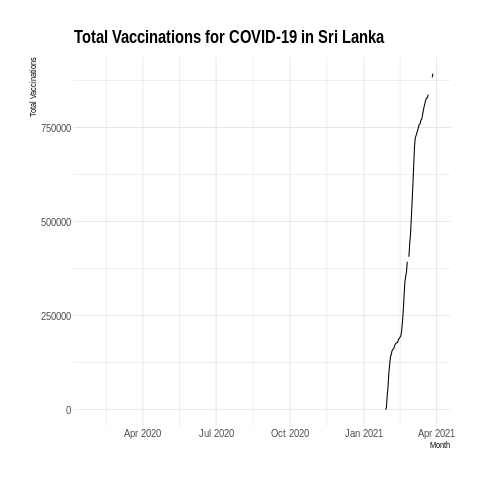 Total Vaccinations for COVID-19 in Sri Lanka
Total Vaccinations
750000
500000
250000
0
Apr 2020 Jul 2020 Oct 2020 Jan 2021 Apr 2021
Month